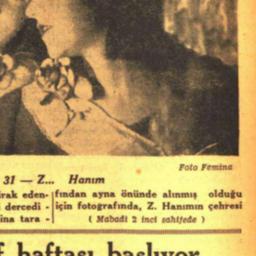 Foto Femina
31 — Z... Hanım
irak eden-
dercedi -
ina tara -
fından ayna önünde alınmış olduğu
için fotoğrafında, Z. Hanımın çehresi
( Mabadi 2 inci sahifede )
haftası başlıyor